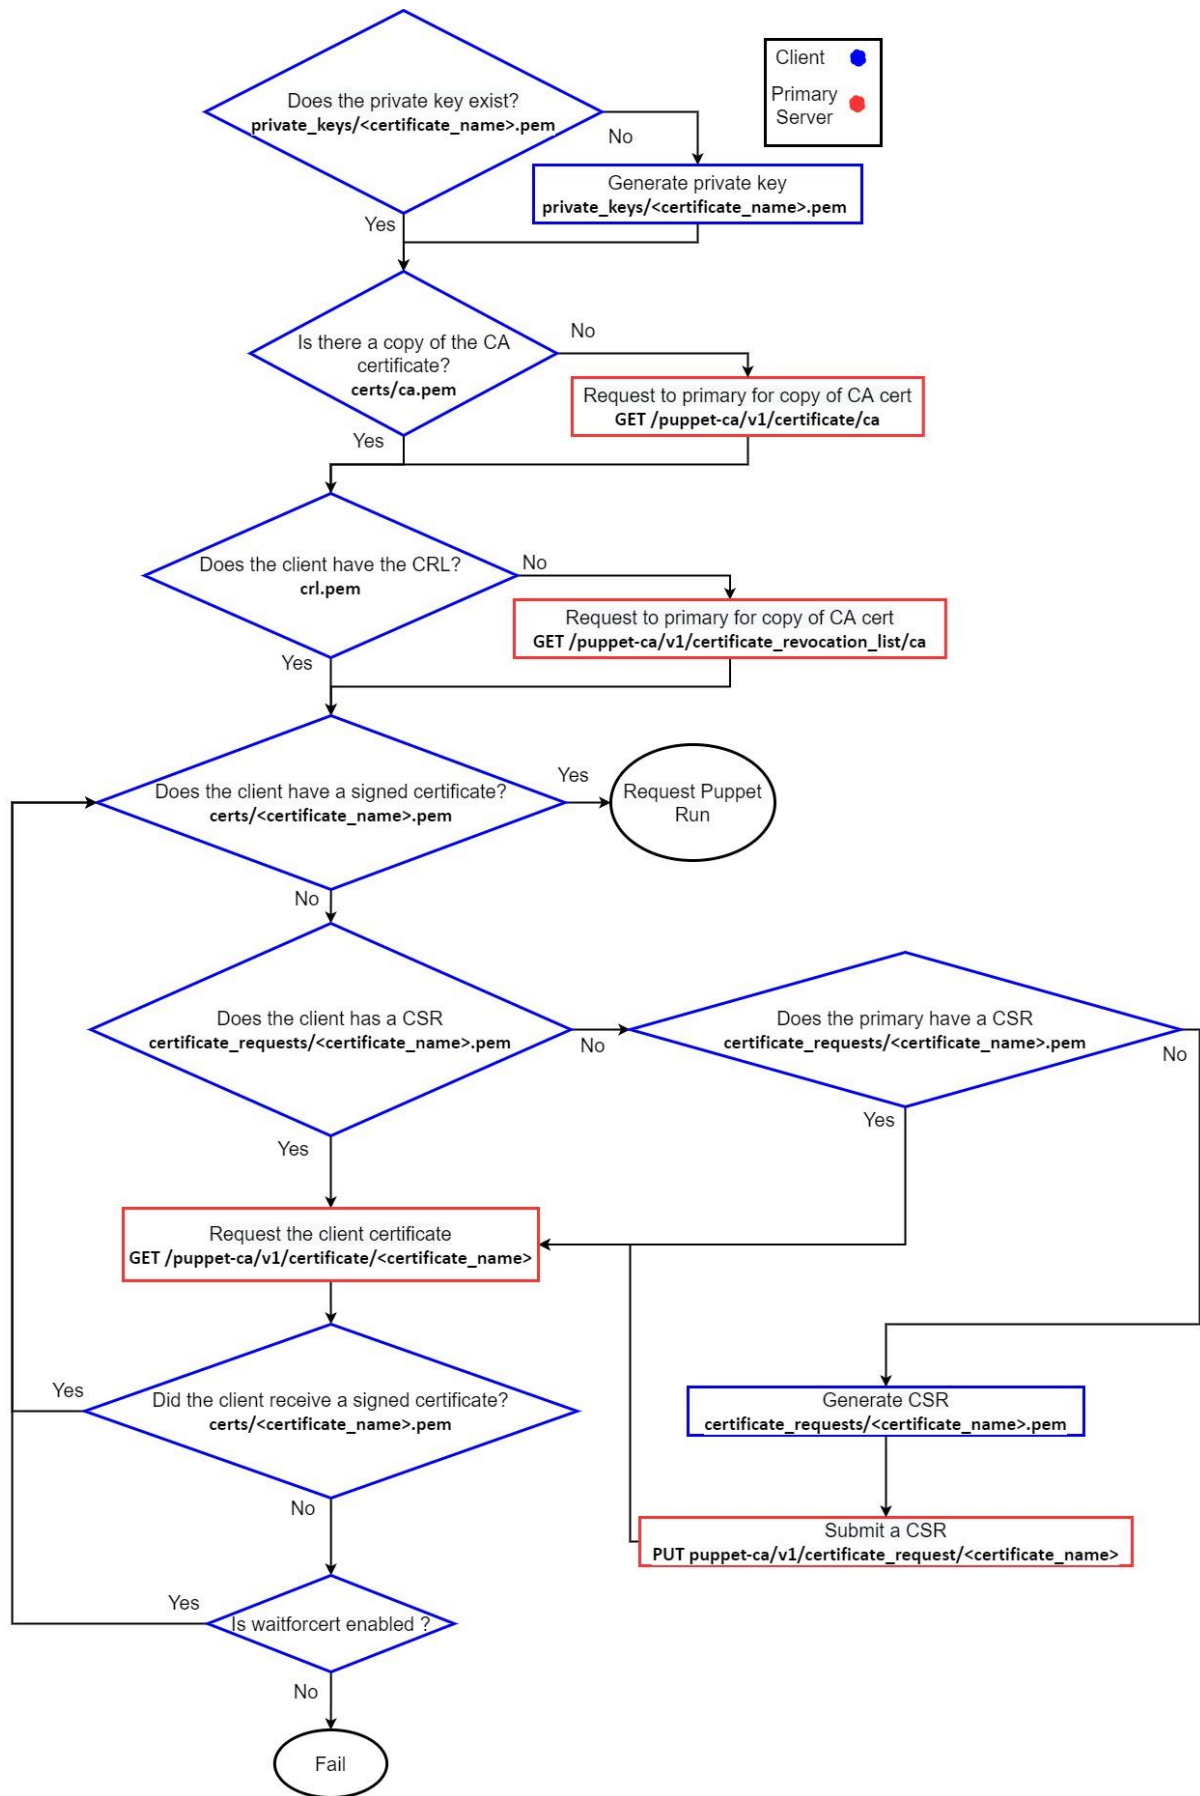 Client
Primary
Server
Does the private key exist?
private_keys/<certificate_name>.pem
No
Generate private key
private_keys/<certificate_name>.pem
Yes
Is there a copy of the CA
certificate?
certs/ca.pem
No
Request to primary for copy of CA cert
GET /puppet-ca/v1/certificate/ca
Yes
Does the client have the CRL?
crl.pem
No
Request to primary for copy of CA cert
GET /puppet-ca/v1/certificate_revocation_list/ca
Yes
Does the client have a signed certificate?
certs/<certificate_name>.pem
Yes
Request Puppet
Run
No
Does the client has a CSR
certificate_requests/<certificate_name>.pem
No
Does the primary have a CSR
certificate_requests/<certificate_name>.pem
No
Yes
Yes
Request the client certificate
GET /puppet-ca/v1/certificate/<certificate_name>
Did the client receive a signed certificate?
certs/<certificate_name>.pem
Yes
Generate CSR
certificate_requests/<certificate_name>.pem
No
Submit a CSR
PUT puppet-ca/v1/certificate_request/<certificate_name>
Yes
Is waitforcert enabled ?
No
Fail